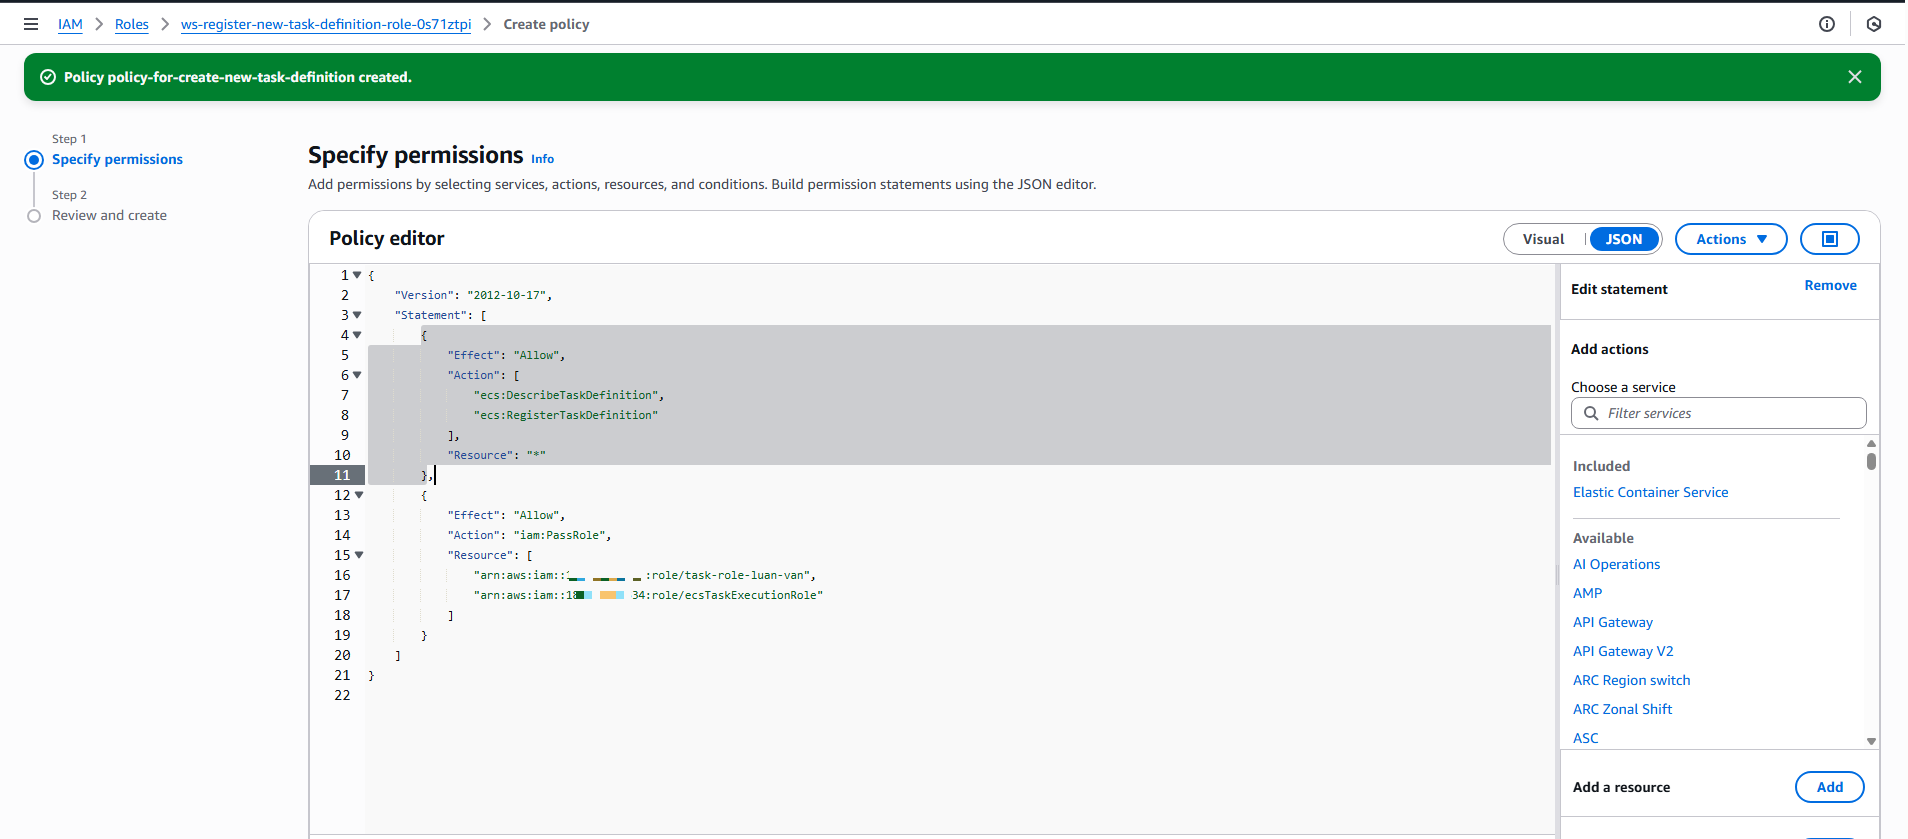 IAM > Roles > ws-register-new-task-definition-role-0s71ztpi > Create policy
Policy policy-for-create-new-task-definition created.
Step 1
Specify permissions
Step 2
Review and create
Specify permissions Info
Add permissions by selecting services, actions, resources, and conditions. Build permission statements using the JSON editor.
Policy editor
Visual
JSON
Actions
1 {
2 "Version": "2012-10-17",
3 "Statement": [
4 {
5 "Effect": "Allow",
6 "Action": [
7 "ecs:DescribeTaskDefinition",
8 "ecs:RegisterTaskDefinition"
9 ],
10 "Resource": "*"
11 },
12 {
13 "Effect": "Allow",
14 "Action": "iam:PassRole",
15 "Resource": [
16 "arn:aws:iam:: :role/task-role-luan-van",
17 "arn:aws:iam::18 34:role/ecsTaskExecutionRole"
18 ]
19 }
20 ]
21 }
22
Edit statement
Remove
Add actions
Choose a service
Filter services
Included
Elastic Container Service
Available
AI Operations
AMP
API Gateway
API Gateway V2
ARC Region switch
ARC Zonal Shift
ASC
Add a resource
Add